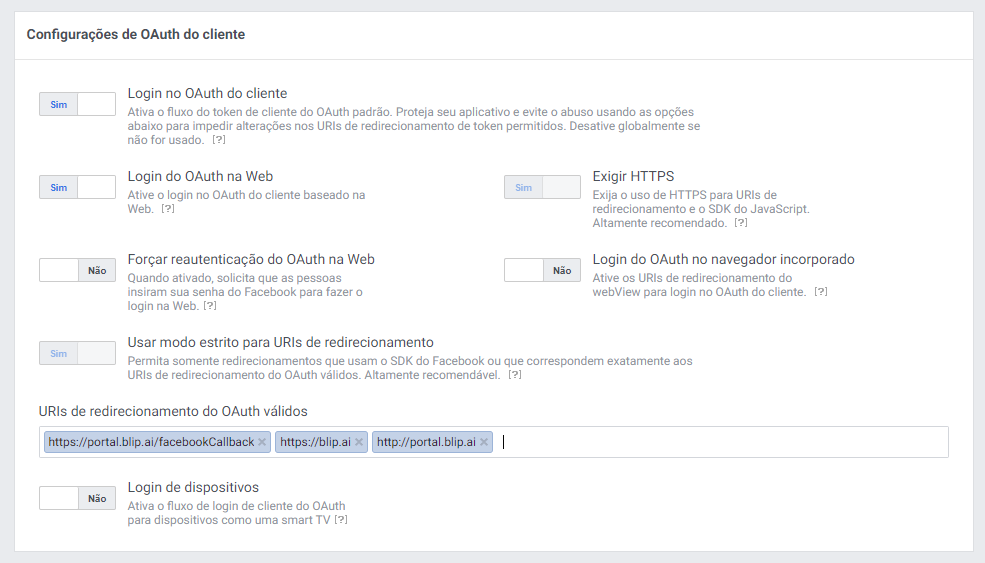 Configurações de OAuth do cliente
Sim
Login no OAuth do cliente
Ativa o fluxo do token de cliente do OAuth padrão. Proteja seu aplicativo e evite o abuso usando as opções
abaixo para impedir alterações nos URIs de redirecionamento de token permitidos. Desative globalmente se
não for usado. [?]
Sim
Login do OAuth na Web
Ative o login no OAuth do cliente baseado na
Web. [?]
Sim
Exigir HTTPS
Exija o uso de HTTPS para URIs de
redirecionamento e o SDK do JavaScript.
Altamente recomendado. [?]
Não
Forçar reautenticação do OAuth na Web
Quando ativado, solicita que as pessoas
insiram sua senha do Facebook para fazer o
login na Web. [?]
Não
Login do OAuth no navegador incorporado
Ative os URIs de redirecionamento do
webView para login no OAuth do cliente. [?]
Sim
Usar modo estrito para URIs de redirecionamento
Permita somente redirecionamentos que usam o SDK do Facebook ou que correspondem exatamente aos
URIs de redirecionamento do OAuth válidos. Altamente recomendável. [?]
URIs de redirecionamento do OAuth válidos
https://portal.blip.ai/facebookCallback × https://blip.ai × http://portal.blip.ai ×
Não
Login de dispositivos
Ativa o fluxo de login de cliente do OAuth
para dispositivos como uma smart TV [?]